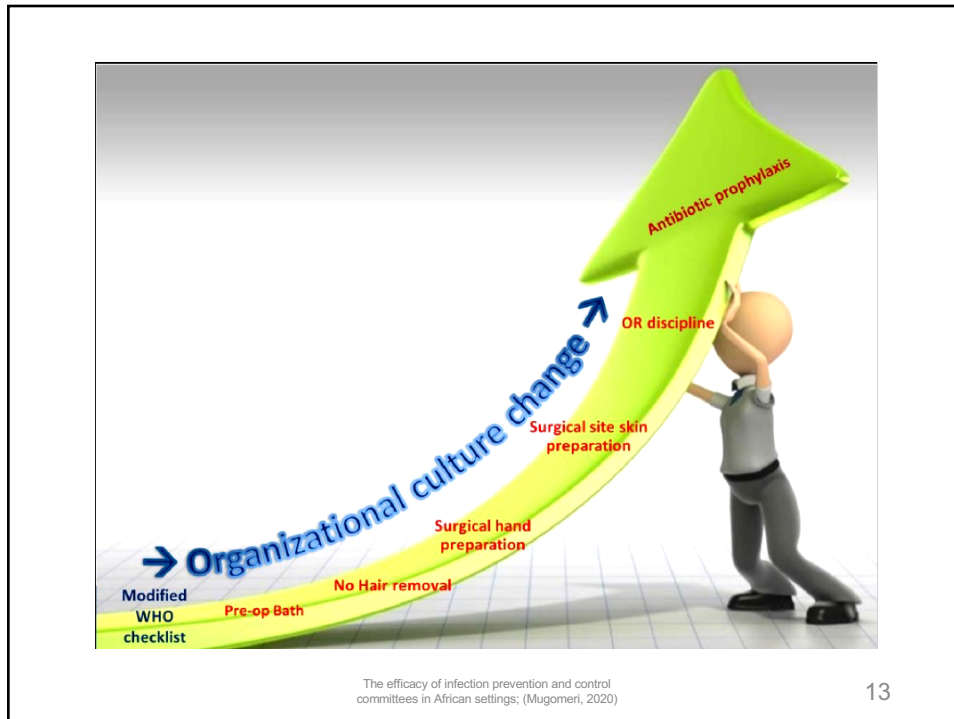 Antibiotic prophylaxis
OR discipline
Surgical site skin
preparation
→ Organizational culture change →
Surgical hand
preparation
No Hair removal
Pre-op Bath
Modified
WHO
checklist
The efficacy of infection prevention and control
committees in African settings; (Mugomeri, 2020)
13